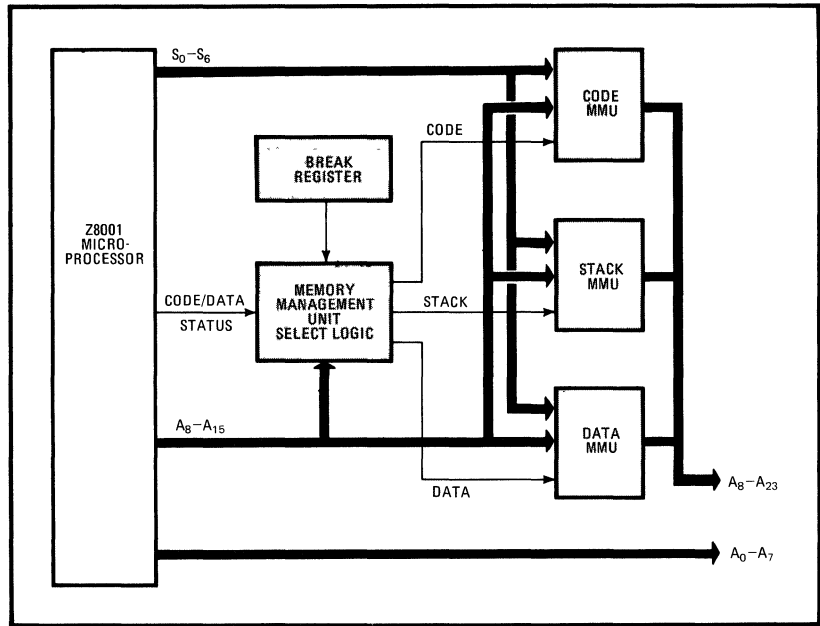 S0–S6
CODE
MMU
CODE
BREAK
REGISTER
Z8001
MICRO-
PROCESSOR
STACK
MMU
CODE/DATA
STATUS
MEMORY
MANAGEMENT
UNIT
SELECT LOGIC
STACK
A8–A15
DATA
MMU
DATA
A8–A23
A0–A7